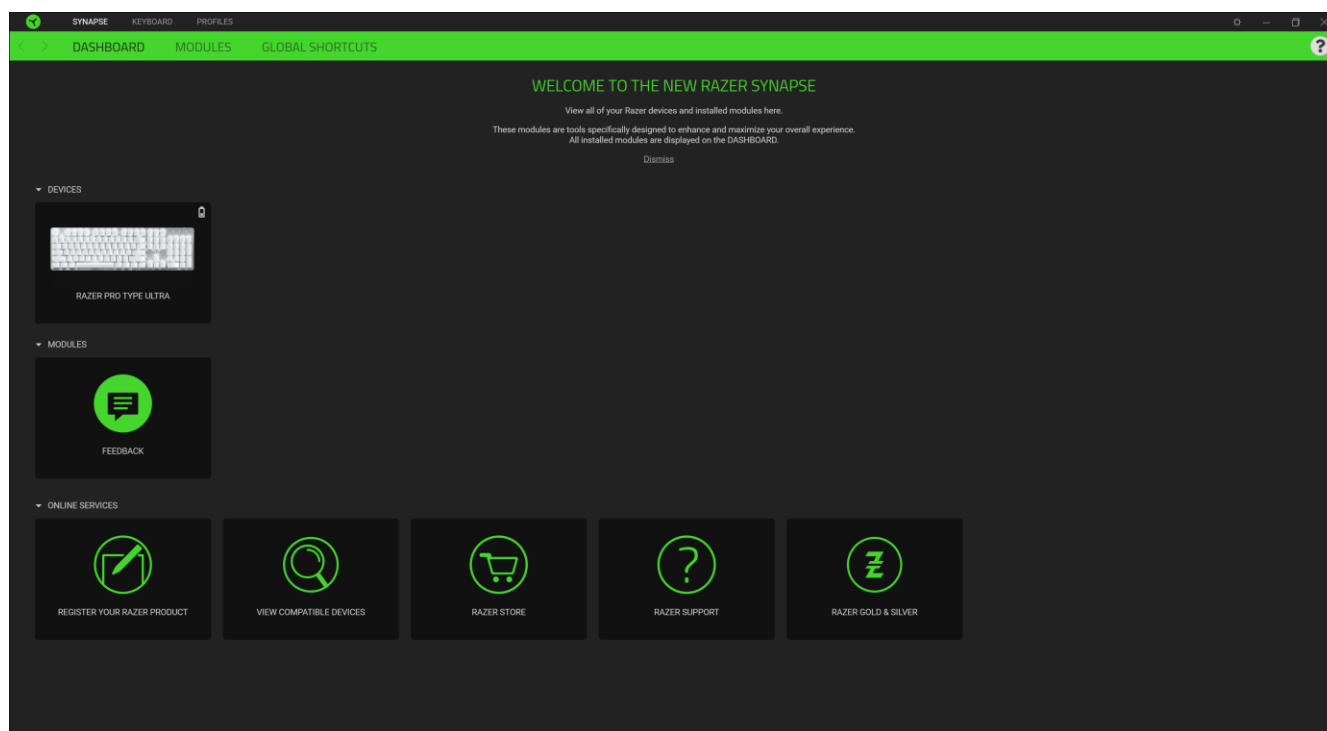 SYNAPSE KEYBOARD PROFILES
DASHBOARD MODULES GLOBAL SHORTCUTS
?
WELCOME TO THE NEW RAZER SYNAPSE
View all of your Razer devices and installed modules here.
These modules are tools specifically designed to enhance and maximize your overall experience.
All installed modules are displayed on the DASHBOARD.
Dismiss
DEVICES
RAZER PRO TYPE ULTRA
MODULES
FEEDBACK
ONLINE SERVICES
REGISTER YOUR RAZER PRODUCT
VIEW COMPATIBLE DEVICES
RAZER STORE
RAZER SUPPORT
RAZER GOLD & SILVER